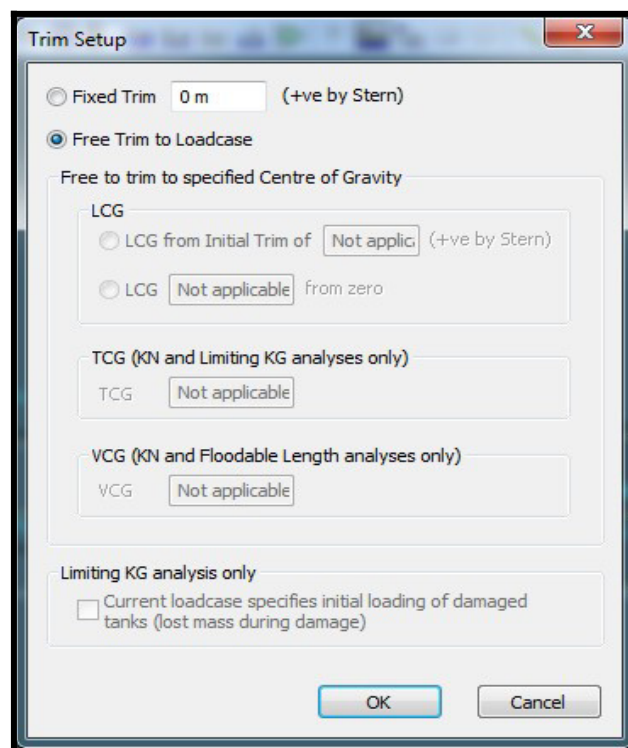 Trim Setup
Fixed Trim 0 m (+ve by Stern)
Free Trim to Loadcase
Free to trim to specified Centre of Gravity
LCG
LCG from Initial Trim of Not applic (+ve by Stern)
LCG Not applicable from zero
TCG (KN and Limiting KG analyses only)
TCG Not applicable
VCG (KN and Floodable Length analyses only)
VCG Not applicable
Limiting KG analysis only
Current loadcase specifies initial loading of damaged
tanks (lost mass during damage)
OK Cancel